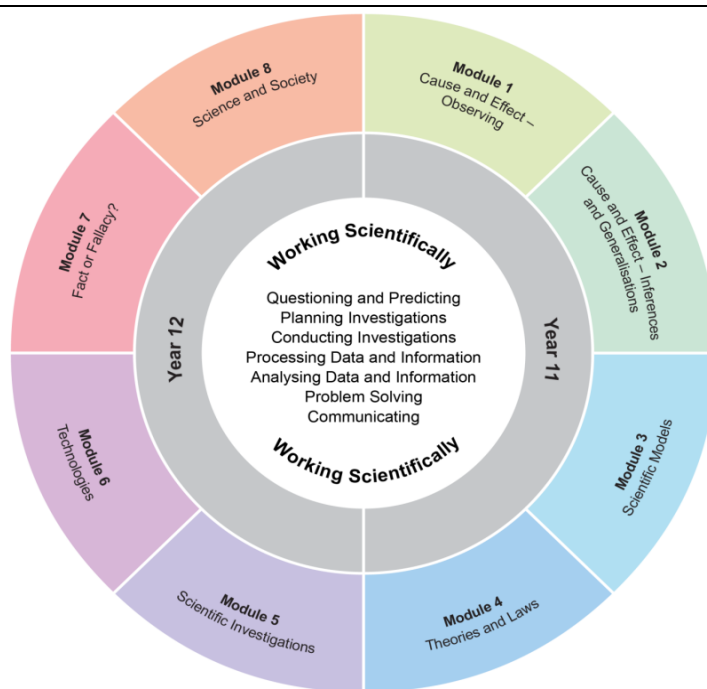 Module 1
Cause and Effect –
Observing
Module 2
Cause and Effect – Inferences
and Generalisations
Module 3
Scientific Models
Module 4
Theories and Laws
Module 5
Scientific Investigations
Module 6
Technologies
Module 7
Fact or Fallacy?
Module 8
Science and Society
Year 12
Year 11
Working Scientifically
Questioning and Predicting
Planning Investigations
Conducting Investigations
Processing Data and Information
Analysing Data and Information
Problem Solving
Communicating
Working Scientifically